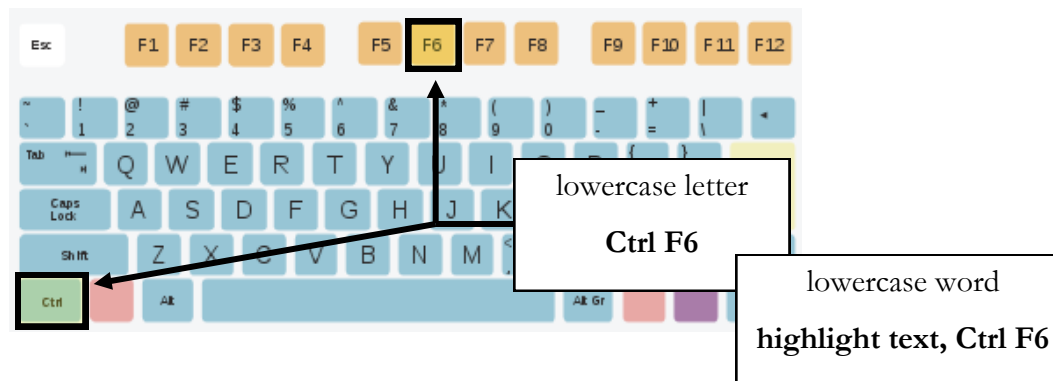 Esc F1 F2 F3 F4 F5 F6 F7 F8 F9 F10 F11 F12
~ ! @ # $ % ^ & * ( ) _ + |
` 1 2 3 4 5 6 7 8 9 0 - = \
Tab Q W E R T Y U I { }
Caps Lock A S D F G H J K
Shift Z X C V B N M <
Ctrl Alt Alt Gr
lowercase letter
Ctrl F6
lowercase word
highlight text, Ctrl F6